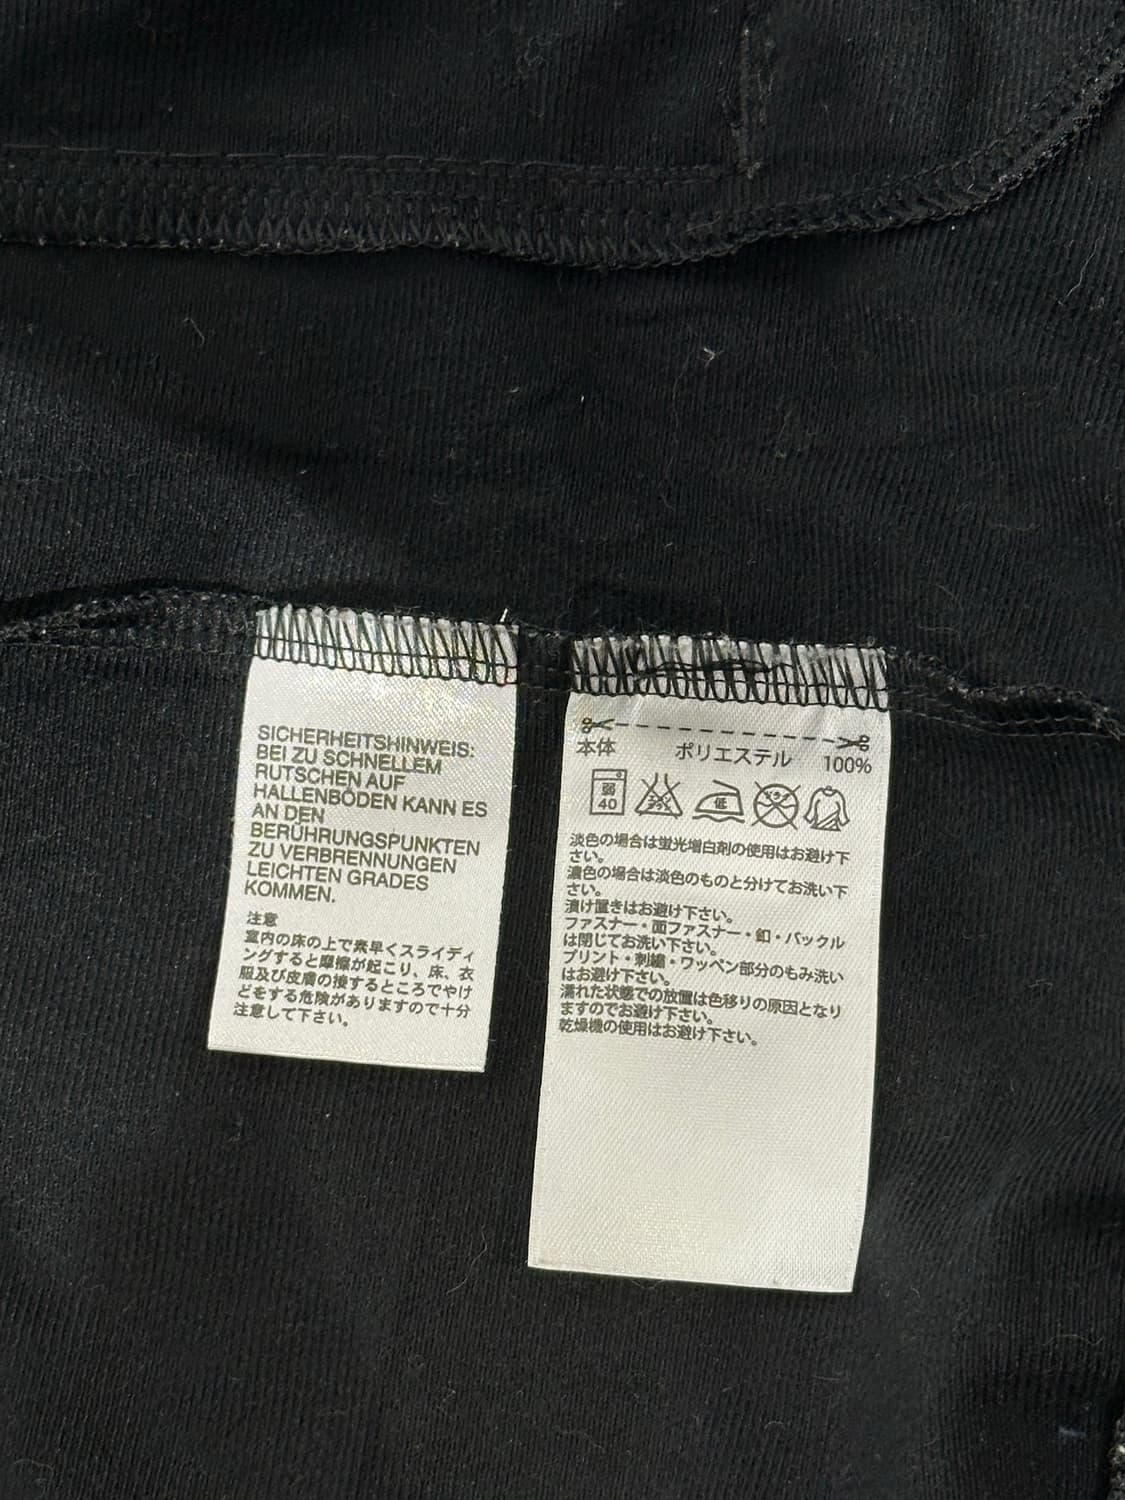 SICHERHEITSHINWEIS:
BEI ZU SCHNELLEM
RUTSCHEN AUF
HALLENBÖDEN KANN ES
AN DEN
BERÜHRUNGSPUNKTEN
ZU VERBRENNUNGEN
LEICHTEN GRADES
KOMMEN.
注意
室内の床の上で素早くスライディ
ングすると摩擦が起こり、床、衣
服及び皮膚の接するところでやけ
どをする危険がありますので十分
注意して下さい。
本体 ポリエステル 100%
弱 40 低
淡色の場合は蛍光増白剤の使用はお避け下
さい。
濃色の場合は淡色のものと分けてお洗い下
さい。
漬け置きはお避け下さい。
ファスナー・面ファスナー・釦・バックル
は閉じてお洗い下さい。
プリント・刺繍・ワッペン部分のもみ洗い
はお避け下さい。
濡れた状態での放置は色移りの原因となり
ますのでお避け下さい。
乾燥機の使用はお避け下さい。